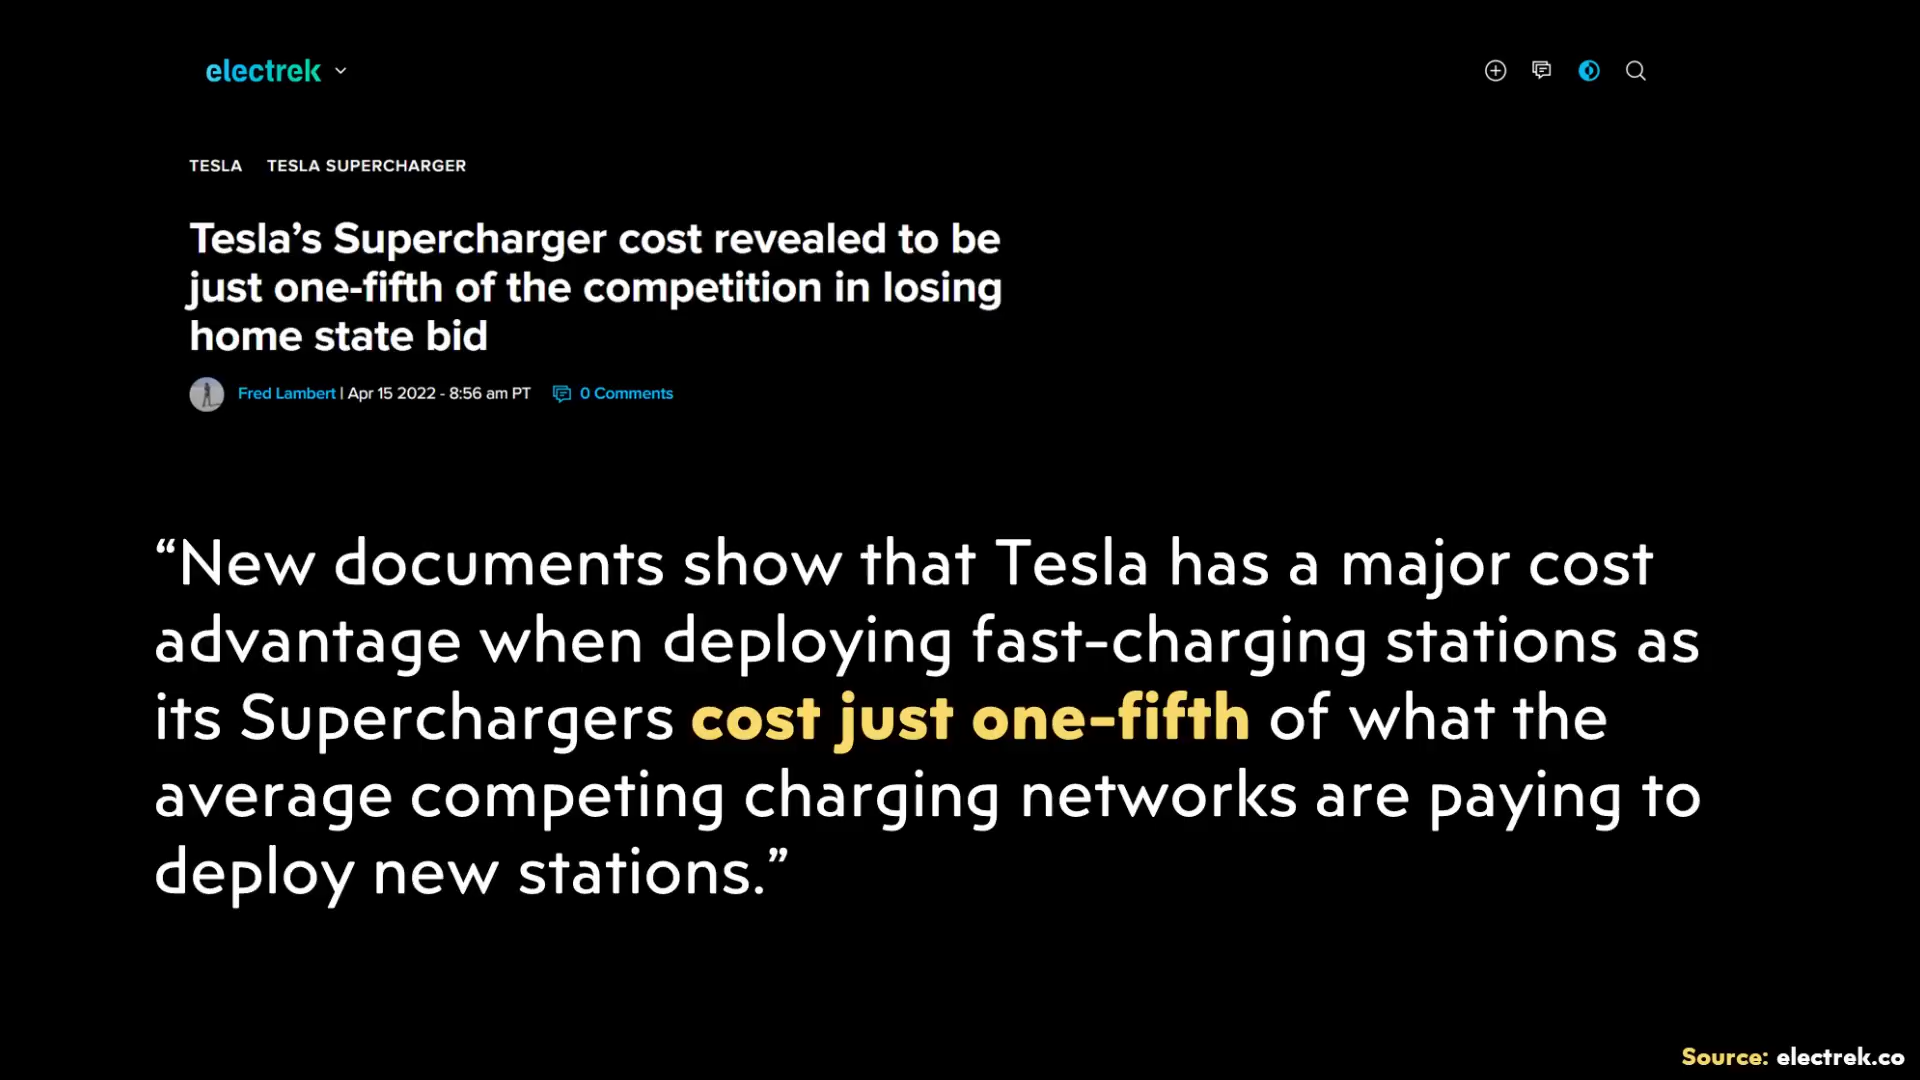 electrek
TESLA TESLA SUPERCHARGER
Tesla’s Supercharger cost revealed to be
just one-fifth of the competition in losing
home state bid
Fred Lambert | Apr 15 2022 - 8:56 am PT 0 Comments
“New documents show that Tesla has a major cost
advantage when deploying fast-charging stations as
its Superchargers cost just one-fifth of what the
average competing charging networks are paying to
deploy new stations.”
Source: electrek.co